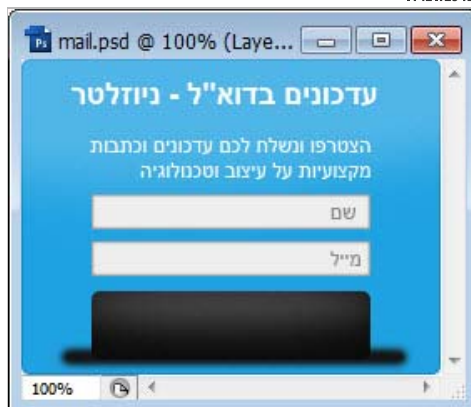 mail.psd @ 100% (Laye...
עדכונים בדוא"ל - ניוזלטר
הצטרפו ונשלח לכם עדכונים וכתבות
מקצועיות על עיצוב וטכנולוגיה
שם
מייל
100%